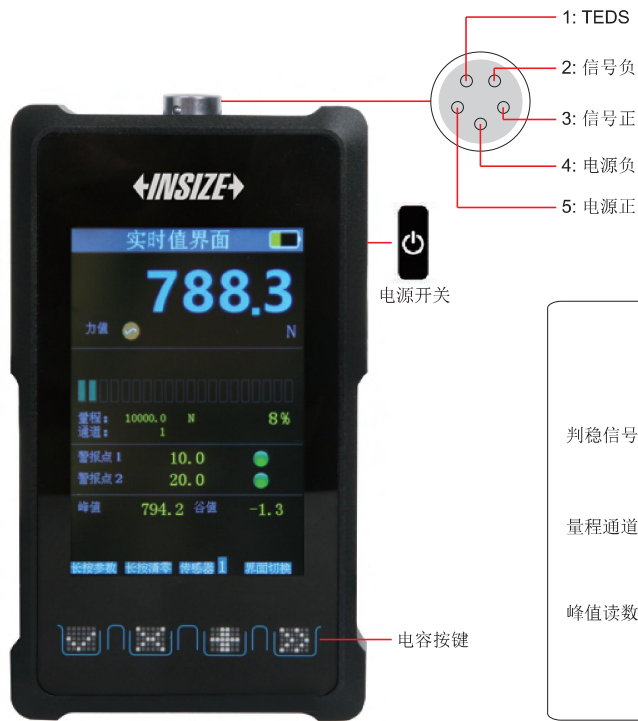 1: TEDS
2: 信号负
3: 信号正
4: 电源负
5: 电源正
INSIZE
实时值界面
电源开关
788.3
力值 N
量程: 10000.0 N 8%
通道: 1
警报点1 10.0
警报点2 20.0
峰值 794.2 谷值 -1.3
长按参数 长按清零 传感器 1 界面切换
电容按键
判稳信号
量程通道
峰值读数